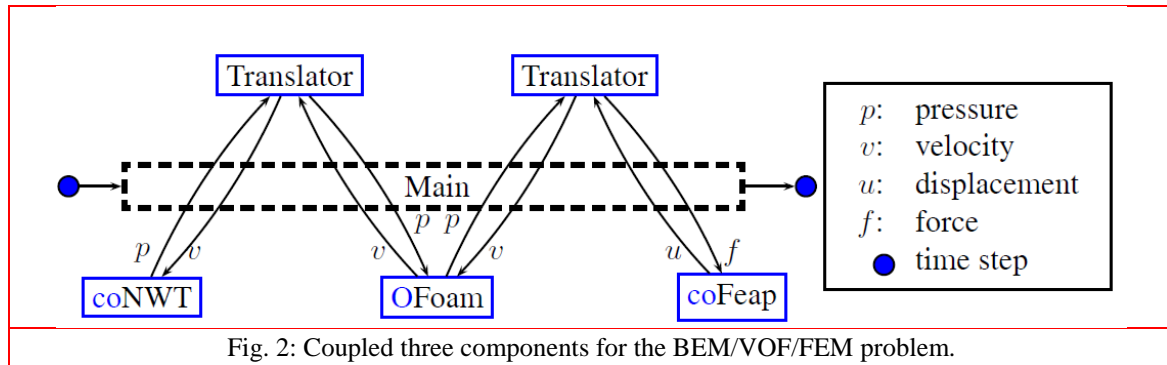 Translator
Translator
Main
p v
v
p p
v
u f
coNWT
OFoam
coFeap
p: pressure
v: velocity
u: displacement
f: force
time step
Fig. 2: Coupled three components for the BEM/VOF/FEM problem.